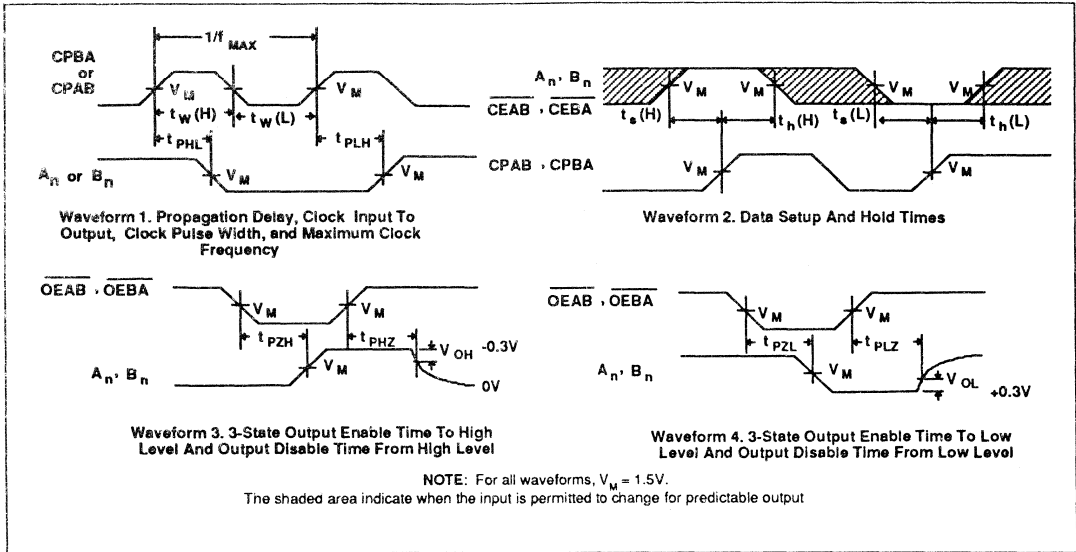 1/f MAX
CPBA
or
CPAB
V M V M
t W (H) t W (L)
t PHL t PLH
A n or B n
V M V M
Waveform 1. Propagation Delay, Clock Input To
Output, Clock Pulse Width, and Maximum Clock
Frequency
A n, B n
CEAB , CEBA
V M V M V M V M
t s (H) t h (H) t s (L) t h (L)
CPAB , CPBA
V M V M
Waveform 2. Data Setup And Hold Times
OEAB , OEBA
V M V M
t PZH t PHZ
V OH -0.3V
A n, B n
V M
0V
Waveform 3. 3-State Output Enable Time To High
Level And Output Disable Time From High Level
OEAB , OEBA
V M V M
t PZL t PLZ
A n, B n
V M
V OL +0.3V
Waveform 4. 3-State Output Enable Time To Low
Level And Output Disable Time From Low Level
NOTE: For all waveforms, V M = 1.5V.
The shaded area indicate when the input is permitted to change for predictable output